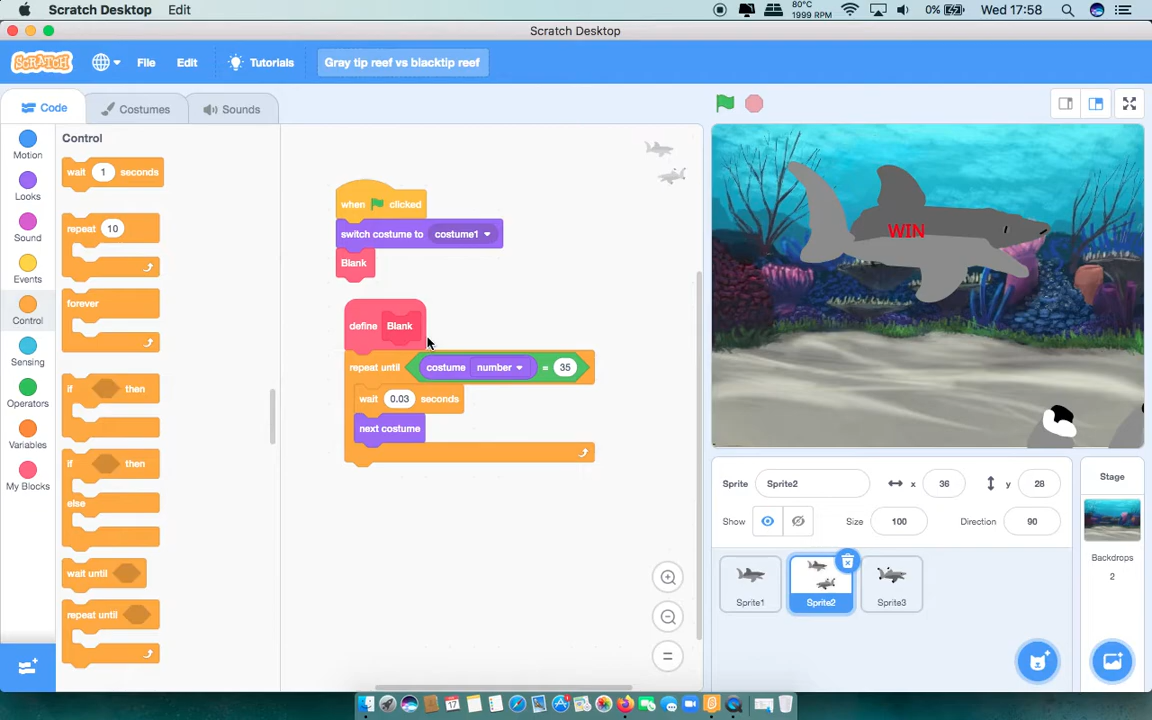 Scratch Desktop Edit 80°C 1999 RPM 0% Wed 17:58
Scratch Desktop
SCRATCH File Edit Tutorials Gray tip reef vs blacktip reef
Code Costumes Sounds
Motion
Looks
Sound
Events
Control
Sensing
Operators
Variables
My Blocks
Control
wait 1 seconds
repeat 10
forever
if then
if then
else
wait until
repeat until
when clicked
switch costume to costume1
Blank
define Blank
repeat until costume number = 35
wait 0.03 seconds
next costume
WIN
Sprite Sprite2 x 36 y 28
Show Size 100 Direction 90
Sprite1 Sprite2 Sprite3
Stage
Backdrops
2
17